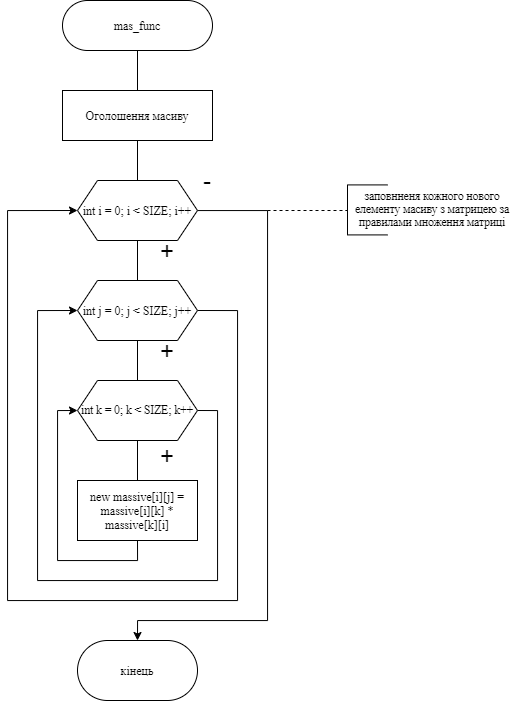 mas_func
Оголошення масиву
-
int i = 0; i < SIZE; i++
заповнненя кожного нового
елементу масиву з матрицею за
правилами множення матриці
+
int j = 0; j < SIZE; j++
+
int k = 0; k < SIZE; k++
+
new massive[i][j] =
massive[i][k] *
massive[k][i]
кінець